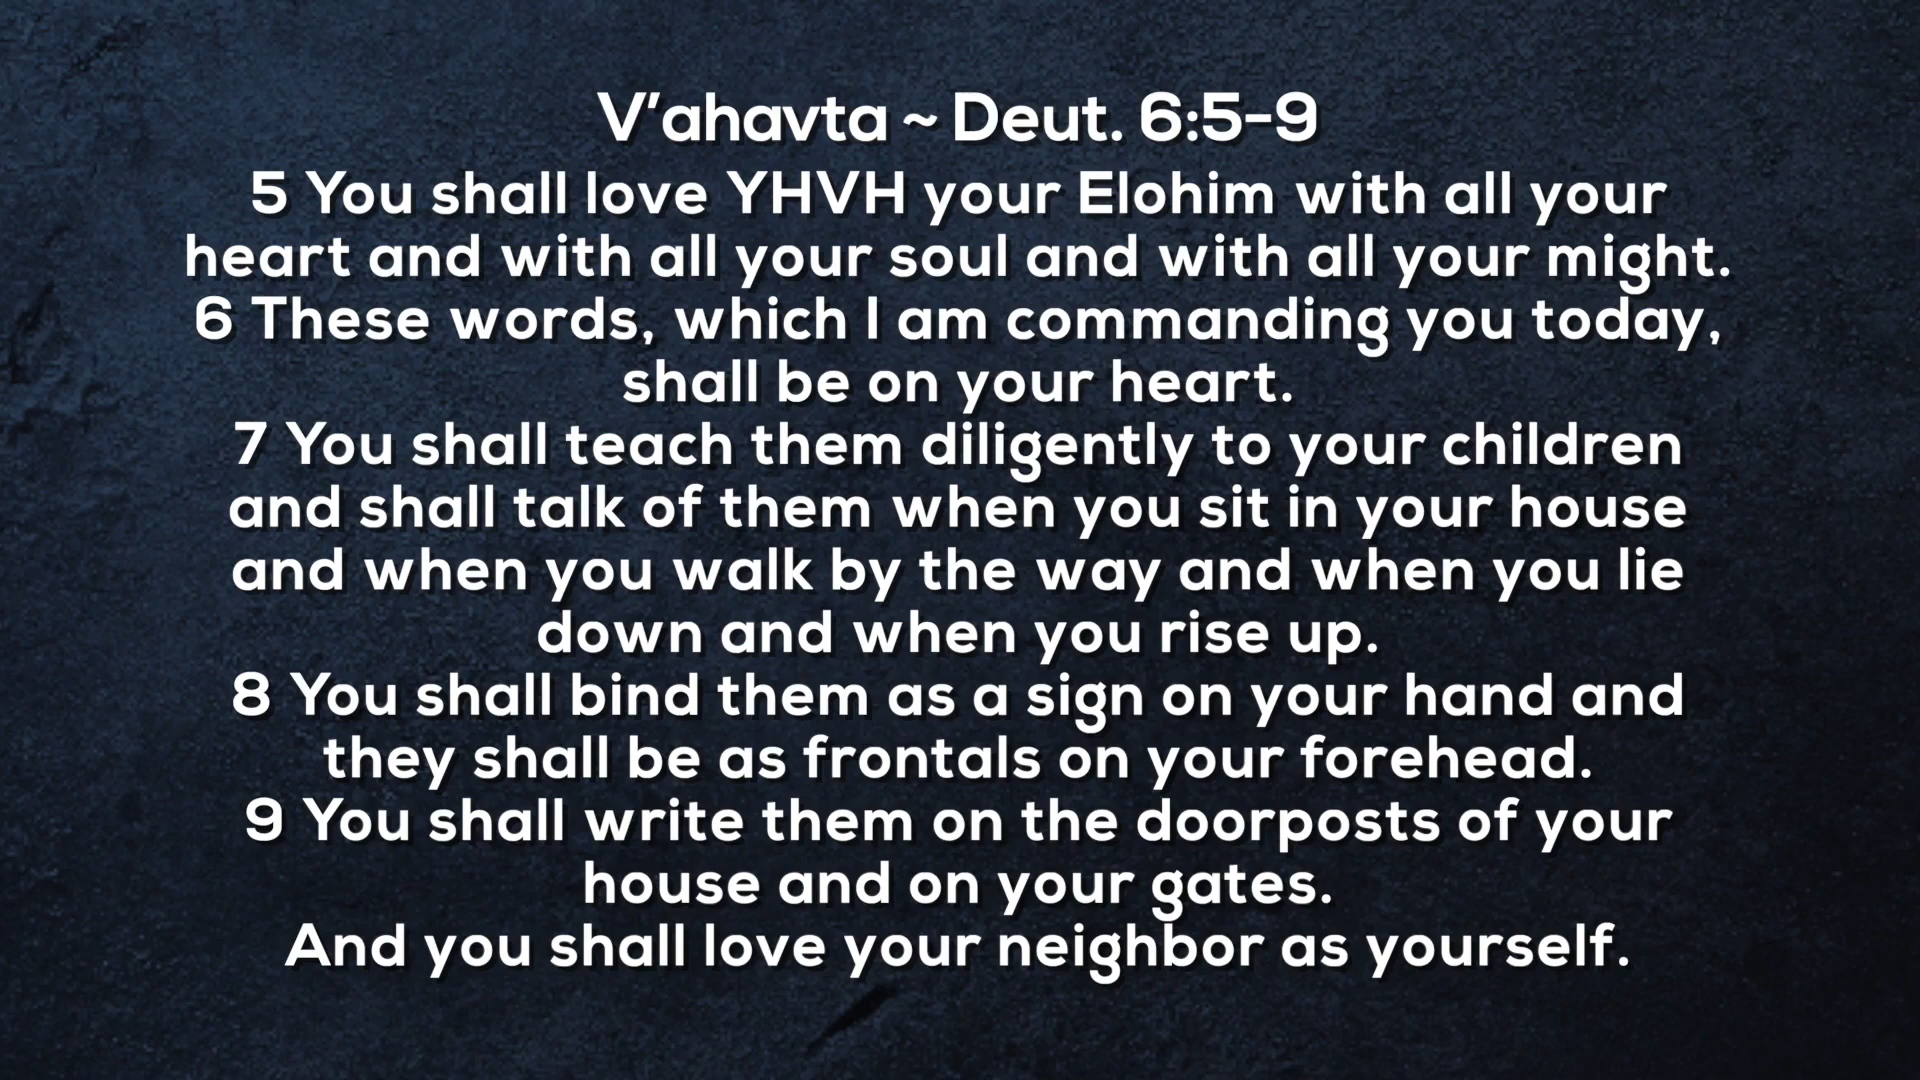 V'ahavta ~ Deut. 6:5-9
5 You shall love YHVH your Elohim with all your
heart and with all your soul and with all your might.
6 These words, which I am commanding you today,
shall be on your heart.
7 You shall teach them diligently to your children
and shall talk of them when you sit in your house
and when you walk by the way and when you lie
down and when you rise up.
8 You shall bind them as a sign on your hand and
they shall be as frontals on your forehead.
9 You shall write them on the doorposts of your
house and on your gates.
And you shall love your neighbor as yourself.